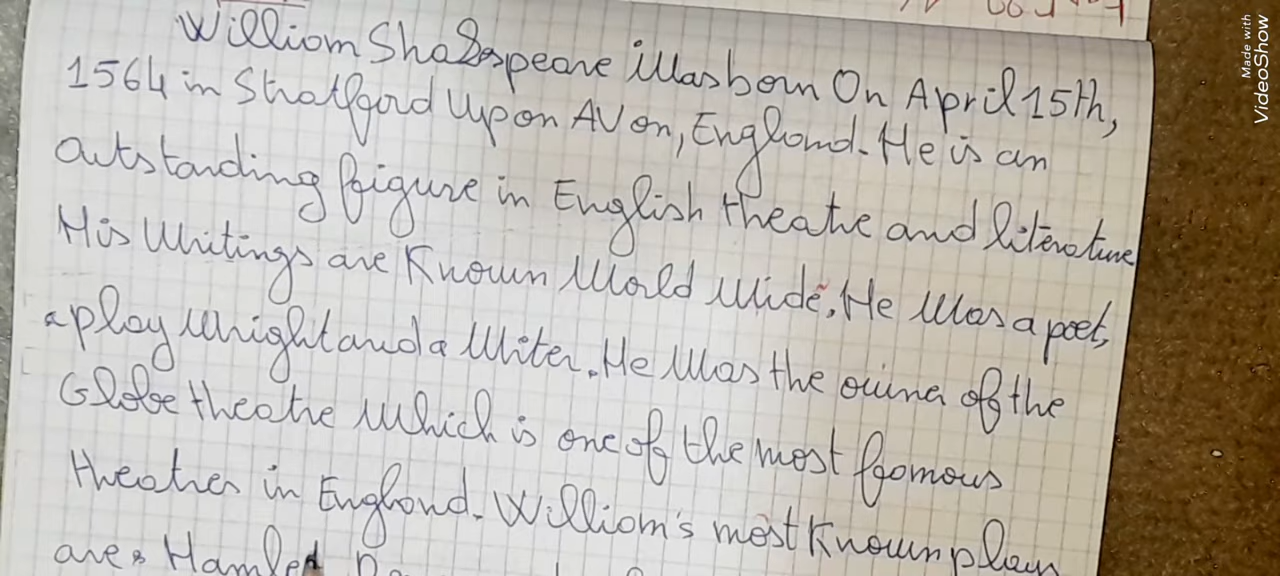 William Shakespeare was born On April 15th,
1564 in Stratford Upon AVon, England. He is an
outstanding figure in English theatre and literature
His Writings are Known World Wide. He Was a poet,
a play wright and a Writer. He Was the owner of the
Globe theatre Which is one of the most famous
theatres in England. William's most Known plays
are: Hamlet
Made with
VideoShow